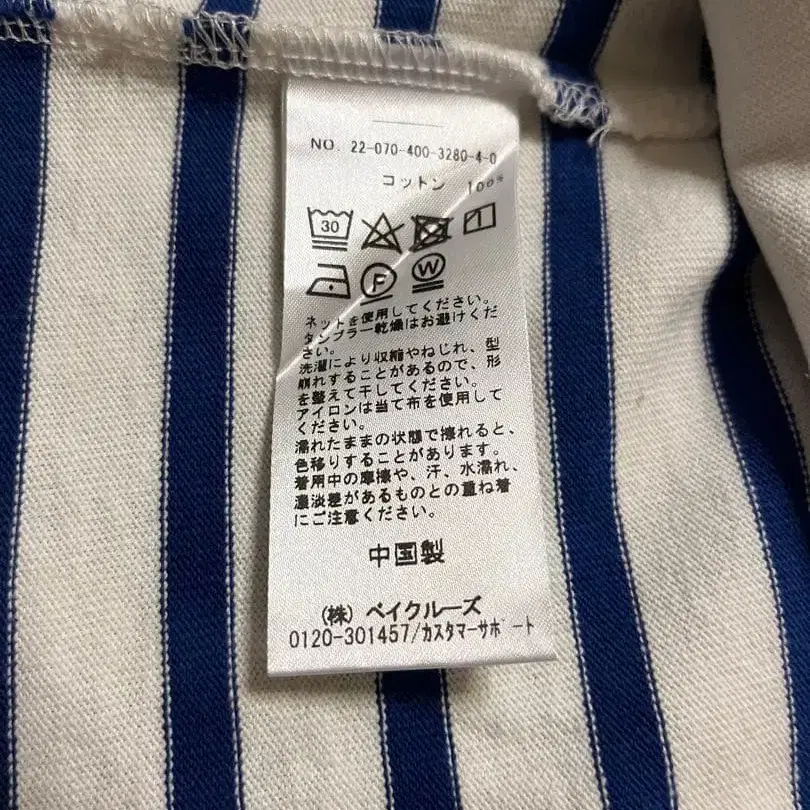 NO. 22-070-400-3280-4-0
コットン 100%
30
F W
ネットを使用してください。
タンブラー乾燥はお避けくだ
さい。
洗濯により収縮やねじれ、型
崩れすることがあるので、形
を整えて干してください。
アイロンは当て布を使用して
ください。
濡れたままの状態で擦れると、
色移りすることがあります。
着用中の摩擦や、汗、水濡れ、
濃淡差があるものとの重ね着
にご注意ください。
中国製
(株) ベイクルーズ
0120-301457/カスタマーサポート